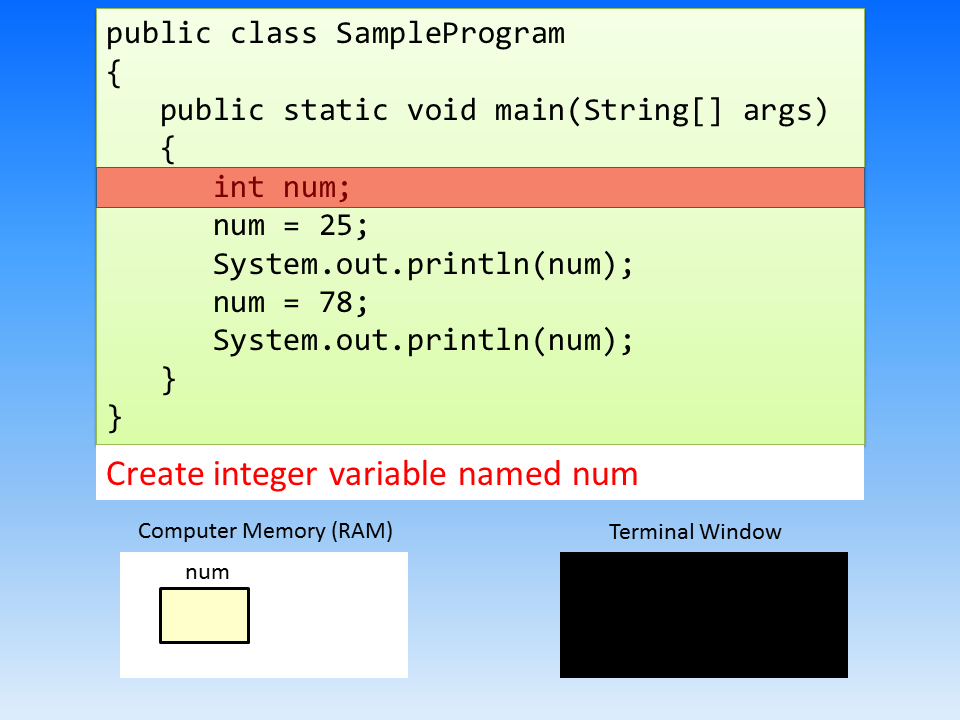 public class SampleProgram
{
   public static void main(String[] args)
   {
      int num;
      num = 25;
      System.out.println(num);
      num = 78;
      System.out.println(num);
   }
}
Create integer variable named num
Computer Memory (RAM)
Terminal Window
num